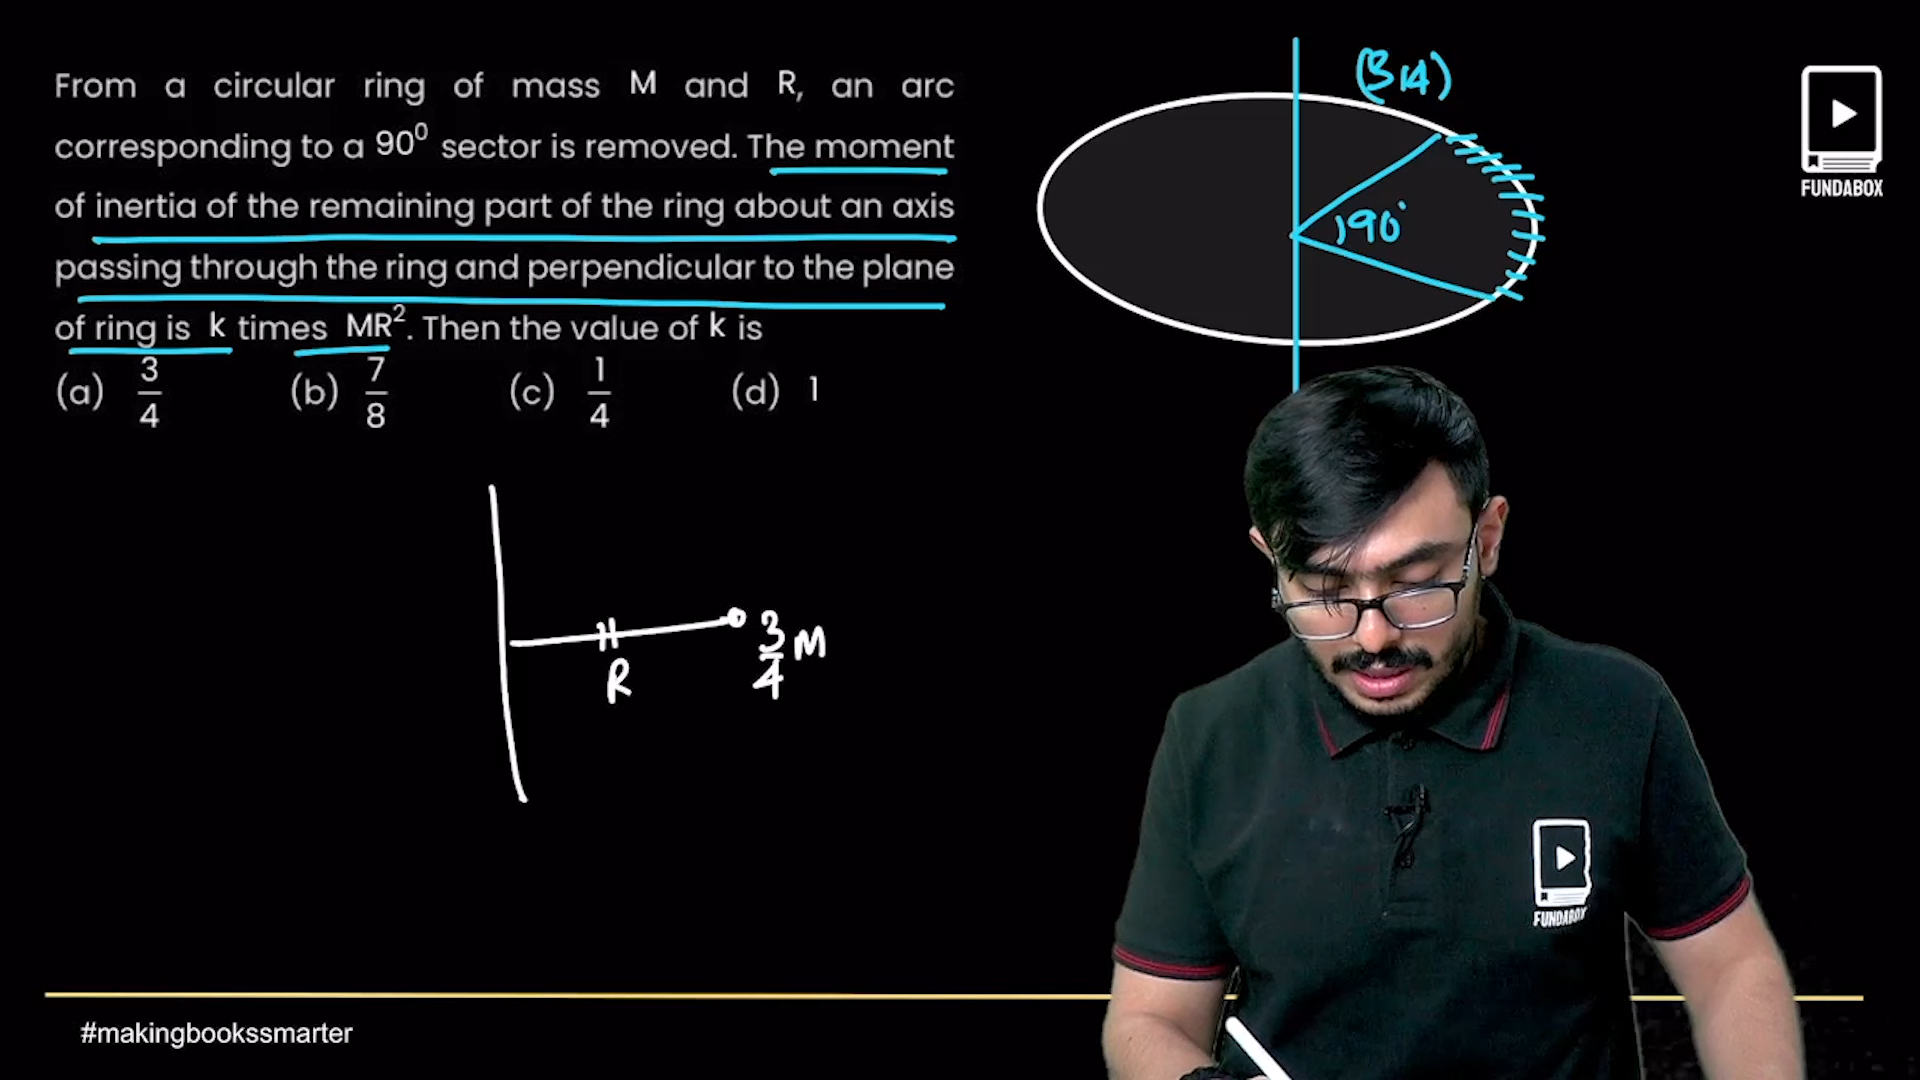 From a circular ring of mass M and R, an arc
corresponding to a 90⁰ sector is removed. The moment
of inertia of the remaining part of the ring about an axis
passing through the ring and perpendicular to the plane
of ring is k times MR². Then the value of k is
(a) 3/4 (b) 7/8 (c) 1/4 (d) 1
(3/4)
90°
R
3/4 M
FUNDABOX
FUNDABOX
#makingbookssmarter